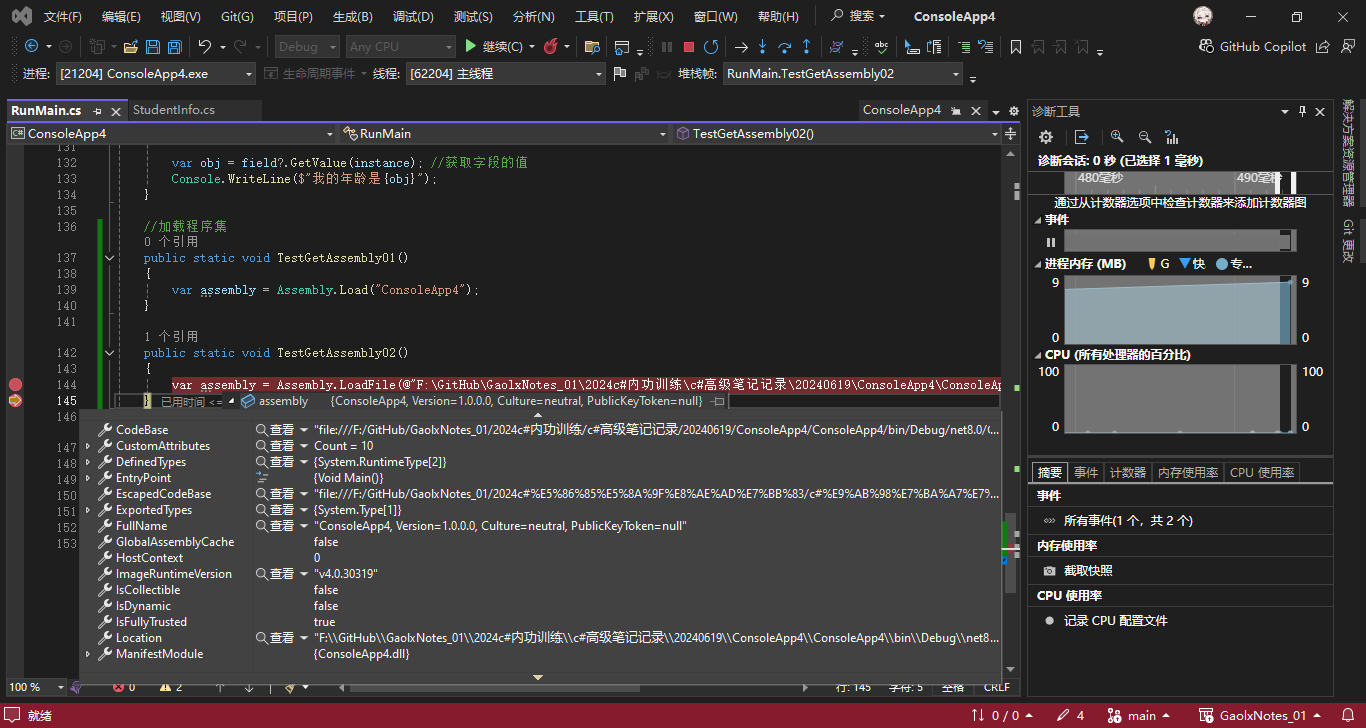 文件(F) 编辑(E) 视图(V) Git(G) 项目(P) 生成(B) 调试(D) 测试(S) 分析(N) 工具(T) 扩展(X) 窗口(W) 帮助(H) 搜索 ConsoleApp4
Debug Any CPU 继续(C) GitHub Copilot
进程: [21204] ConsoleApp4.exe 生命周期事件 线程: [62204] 主线程 堆栈帧: RunMain.TestGetAssembly02
RunMain.cs StudentInfo.cs ConsoleApp4
ConsoleApp4 RunMain TestGetAssembly02()
131
132 var obj = field?.GetValue(instance); //获取字段的值
133 Console.WriteLine($"我的年龄是{obj}");
134 }
135
136 //加载程序集
0 个引用
137 public static void TestGetAssembly01()
138 {
139 var assembly = Assembly.Load("ConsoleApp4");
140 }
141
1 个引用
142 public static void TestGetAssembly02()
143 {
144 var assembly = Assembly.LoadFile(@"F:\GitHub\GaolxNotes_01\2024c#内功训练\c#高级笔记记录\20240619\ConsoleApp4\ConsoleAp
145 } 已用时间 <= assembly {ConsoleApp4, Version=1.0.0.0, Culture=neutral, PublicKeyToken=null}
146
147
148
149
150
151
152
153
CodeBase 查看 "file:///F:/GitHub/GaolxNotes_01/2024c#内功训练/c#高级笔记记录/20240619/ConsoleApp4/ConsoleApp4/bin/Debug/net8.0/
CustomAttributes 查看 Count = 10
DefinedTypes 查看 {System.RuntimeType[2]}
EntryPoint {Void Main()}
EscapedCodeBase 查看 "file:///F:/GitHub/GaolxNotes_01/2024c#%E5%86%85%E5%8A%9F%E8%AE%AD%E7%BB%83/c#%E9%AB%98%E7%BA%A7%E7%...
ExportedTypes 查看 {System.Type[1]}
FullName 查看 "ConsoleApp4, Version=1.0.0.0, Culture=neutral, PublicKeyToken=null"
GlobalAssemblyCache false
HostContext 0
ImageRuntimeVersion 查看 "v4.0.30319"
IsCollectible false
IsDynamic false
IsFullyTrusted true
Location 查看 "F:\\GitHub\\GaolxNotes_01\\2024c#内功训练\\c#高级笔记记录\\20240619\\ConsoleApp4\\ConsoleApp4\\bin\\Debug\\net8...
ManifestModule {ConsoleApp4.dll}
100 % 0 2 行: 145 字符: 5 空格 CRLF
诊断工具
诊断会话: 0 秒 (已选择 1 毫秒)
480毫秒 490毫秒
通过从计数器选项中检查计数器来添加计数器图
事件
进程内存 (MB) G 快 专...
9 9
0 0
CPU (所有处理器的百分比)
100 100
0 0
摘要 事件 计数器 内存使用率 CPU 使用率
事件
所有事件(1 个，共 2 个)
内存使用率
截取快照
CPU 使用率
记录 CPU 配置文件
解决方案资源管理器
Git 更改
就绪 0 / 0 4 main GaolxNotes_01